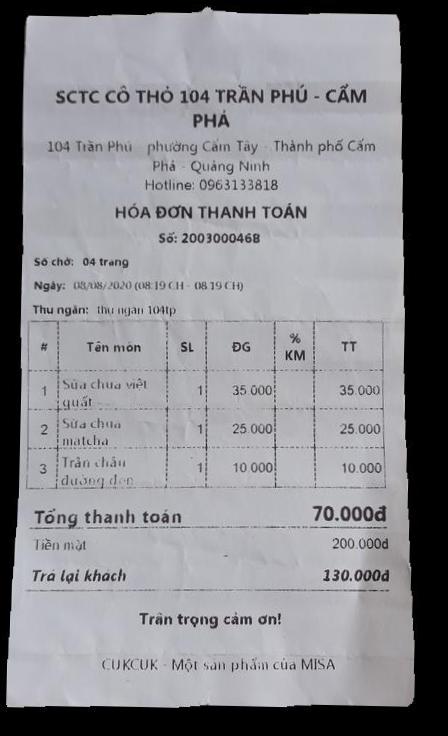 SCTC CÔ THỎ 104 TRẦN PHÚ - CẨM
PHẢ
104 Trần Phú - phường Cẩm Tây - Thành phố Cẩm
Phả - Quảng Ninh
Hotline: 0963133818
HÓA ĐƠN THANH TOÁN
Số: 2003000468
Số chờ: 04 trang
Ngày: 08/08/2020 (08:19 CH - 08:19 CH)
Thu ngân: thu ngân 104tp
# Tên món SL ĐG % KM TT
1 Sữa chua việt quất 1 35.000 35.000
2 Sữa chua matcha 1 25.000 25.000
3 Trân châu đường đen 1 10.000 10.000
Tổng thanh toán 70.000đ
Tiền mặt 200.000đ
Trả lại khách 130.000đ
Trân trọng cảm ơn!
CUKCUK - Một sản phẩm của MISA